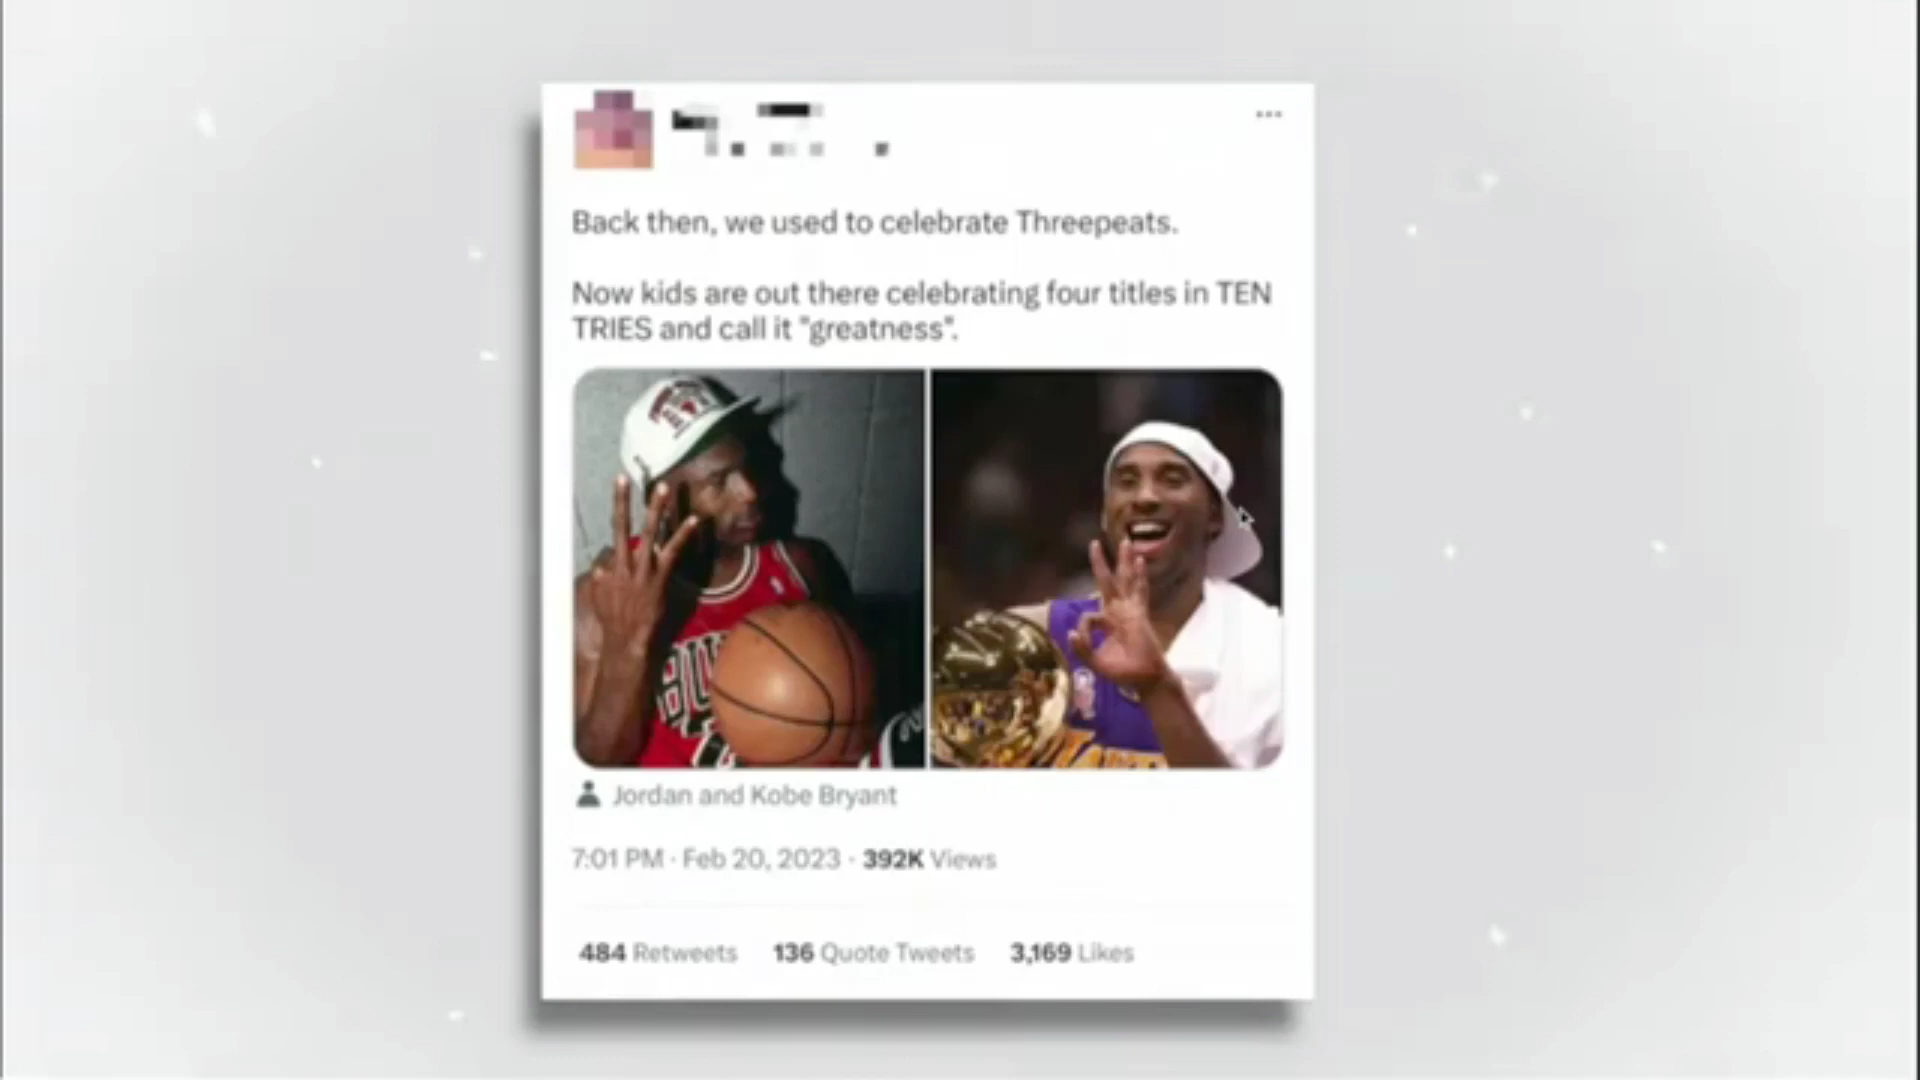 Back then, we used to celebrate Threepeats.
Now kids are out there celebrating four titles in TEN
TRIES and call it "greatness".
Jordan and Kobe Bryant
7:01 PM · Feb 20, 2023 · 392K Views
484 Retweets 136 Quote Tweets 3,169 Likes